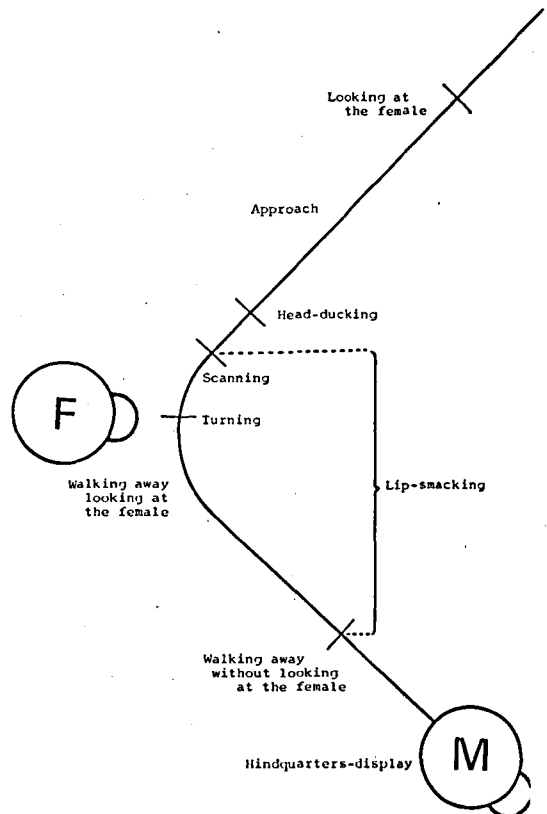 Looking at
the female
Approach
Head-ducking
Scanning
F
Turning
Walking away
looking at
the female
Lip-smacking
Walking away
without looking
at the female
Hindquarters-display
M